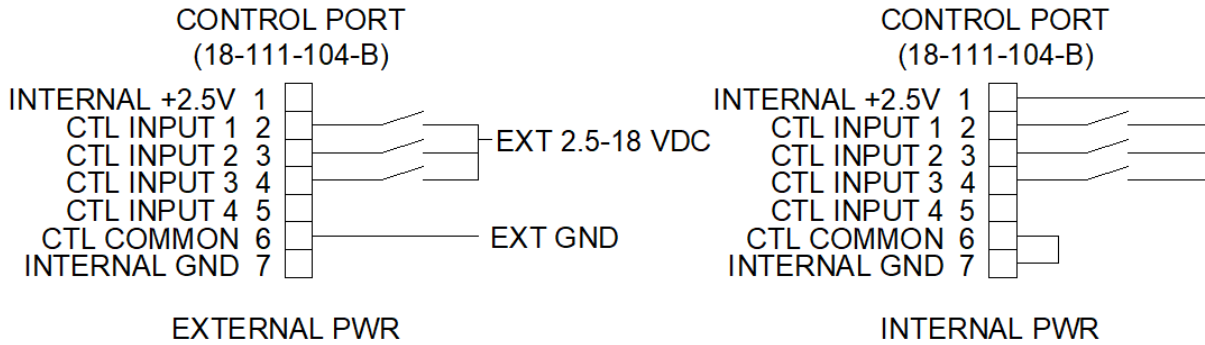 CONTROL PORT
(18-111-104-B)
INTERNAL +2.5V 1
CTL INPUT 1 2
CTL INPUT 2 3
CTL INPUT 3 4
CTL INPUT 4 5
CTL COMMON 6
INTERNAL GND 7
EXT 2.5-18 VDC
EXT GND
EXTERNAL PWR
CONTROL PORT
(18-111-104-B)
INTERNAL +2.5V 1
CTL INPUT 1 2
CTL INPUT 2 3
CTL INPUT 3 4
CTL INPUT 4 5
CTL COMMON 6
INTERNAL GND 7
INTERNAL PWR